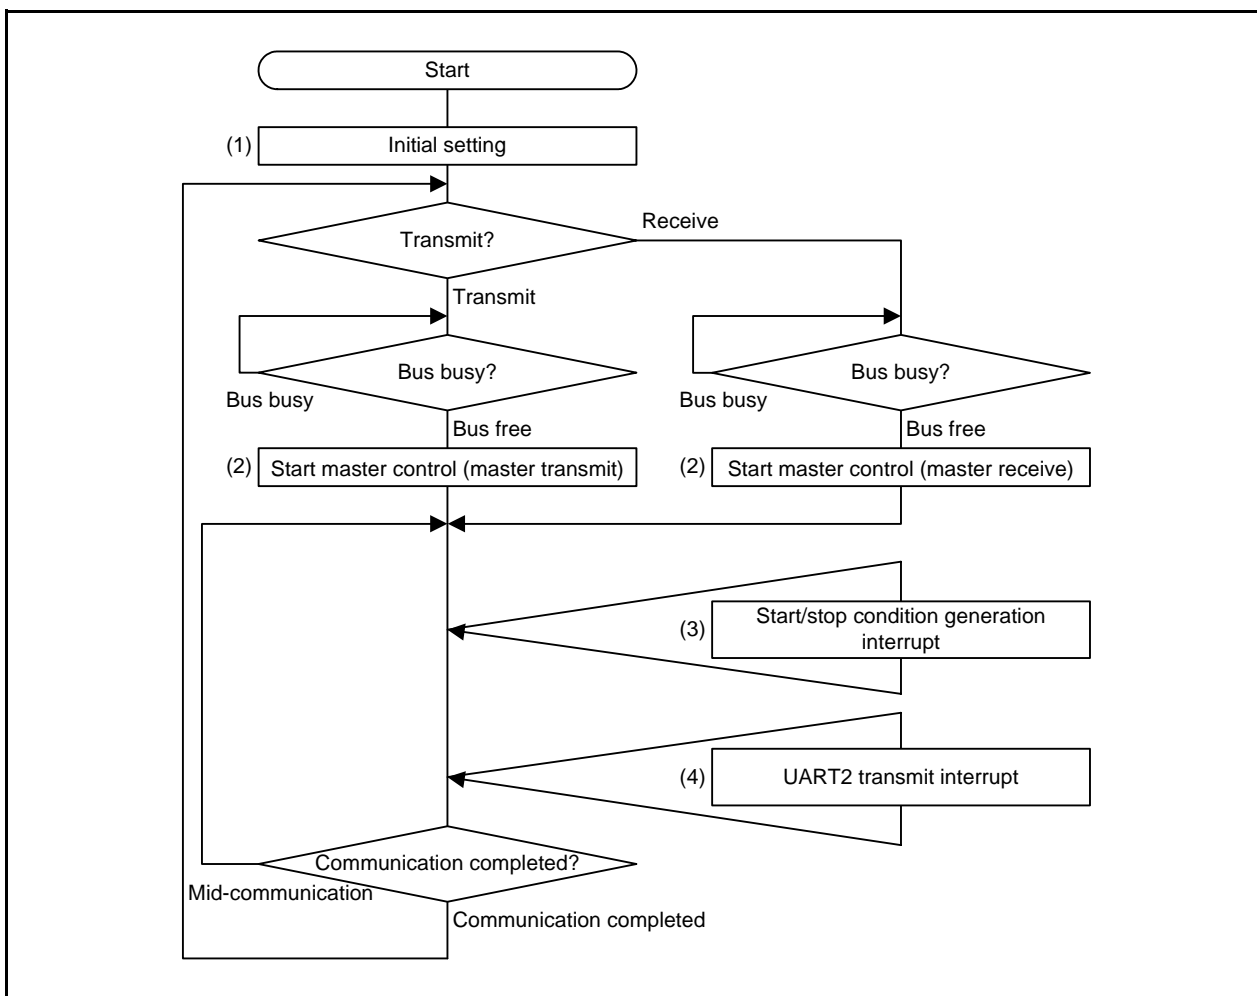 Start
(1)
Initial setting
Receive
Transmit?
Transmit
Bus busy?
Bus busy?
Bus busy
Bus busy
Bus free
Bus free
(2)
Start master control (master transmit)
(2)
Start master control (master receive)
Start/stop condition generation
(3)
interrupt
(4)
UART2 transmit interrupt
Communication completed?
Mid-communication
Communication completed